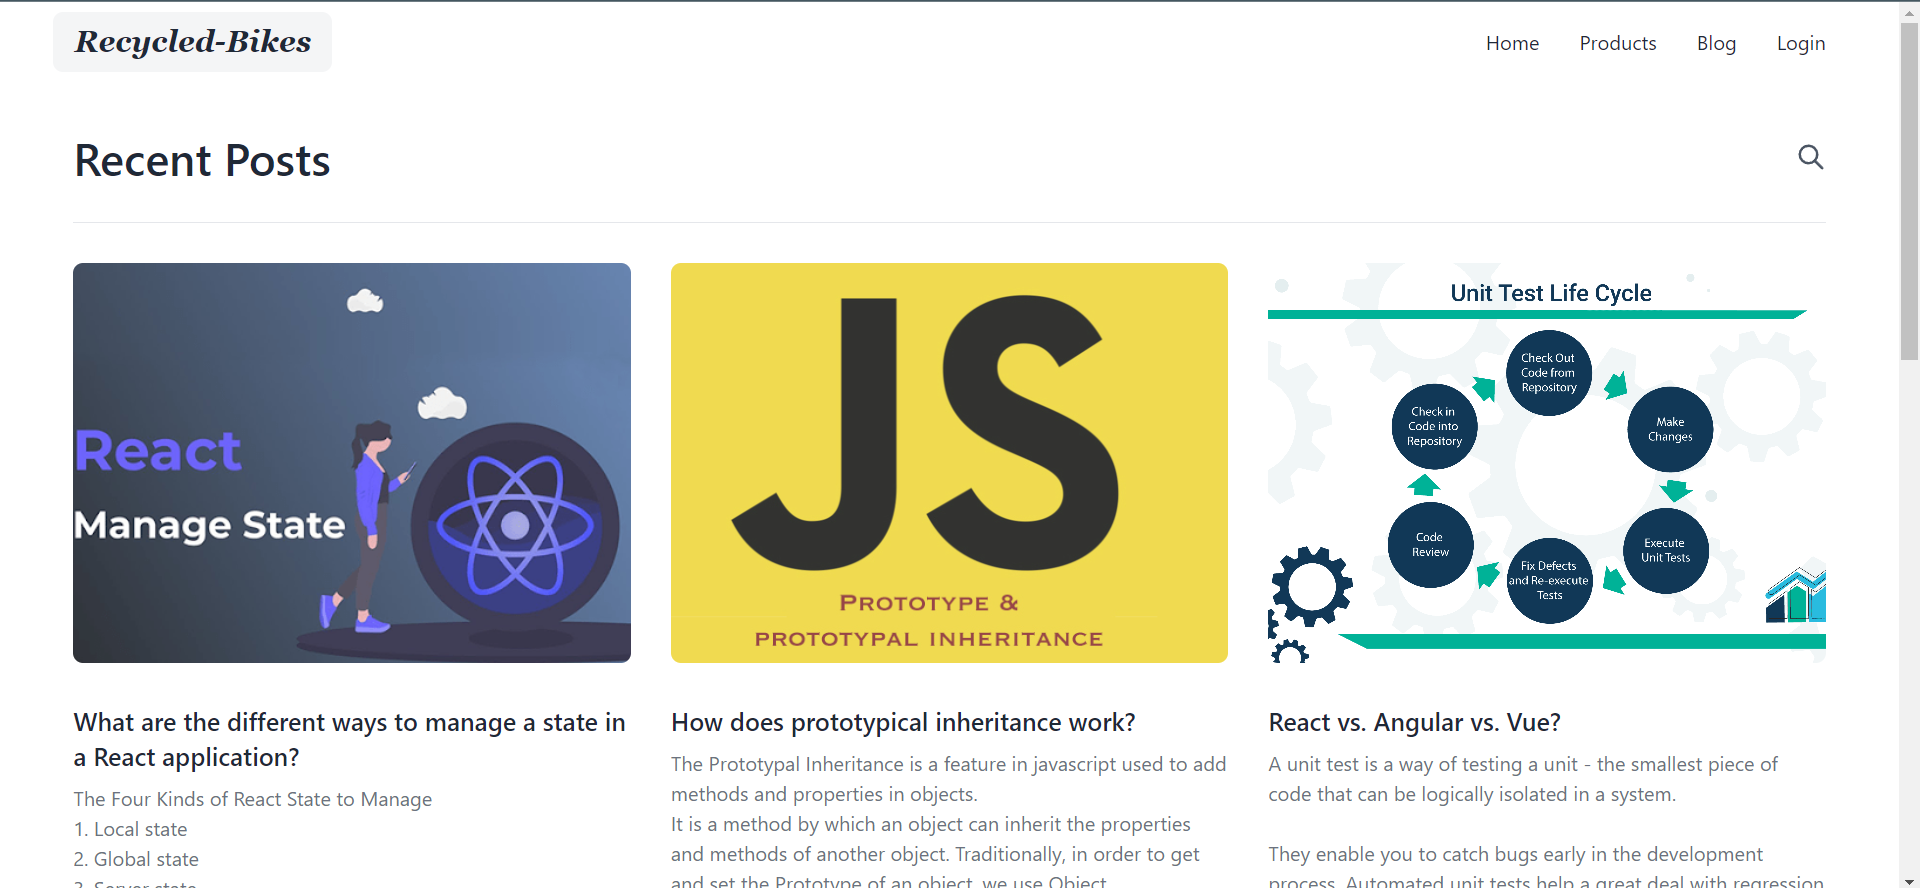 Recycled-Bikes
Home
Products
Blog
Login
Recent Posts
React
Manage State
JS
PROTOTYPE &
PROTOTYPAL INHERITANCE
Unit Test Life Cycle
Check Out
Code from
Repository
Make
Changes
Execute
Unit Tests
Fix Defects
and Re-execute
Tests
Code
Review
Check in
Code into
Repository
What are the different ways to manage a state in
a React application?
The Four Kinds of React State to Manage
1. Local state
2. Global state
3. Server state
How does prototypical inheritance work?
The Prototypal Inheritance is a feature in javascript used to add
methods and properties in objects.
It is a method by which an object can inherit the properties
and methods of another object. Traditionally, in order to get
and set the Prototype of an object, we use Object.
React vs. Angular vs. Vue?
A unit test is a way of testing a unit - the smallest piece of
code that can be logically isolated in a system.
They enable you to catch bugs early in the development
process. Automated unit tests help a great deal with regression